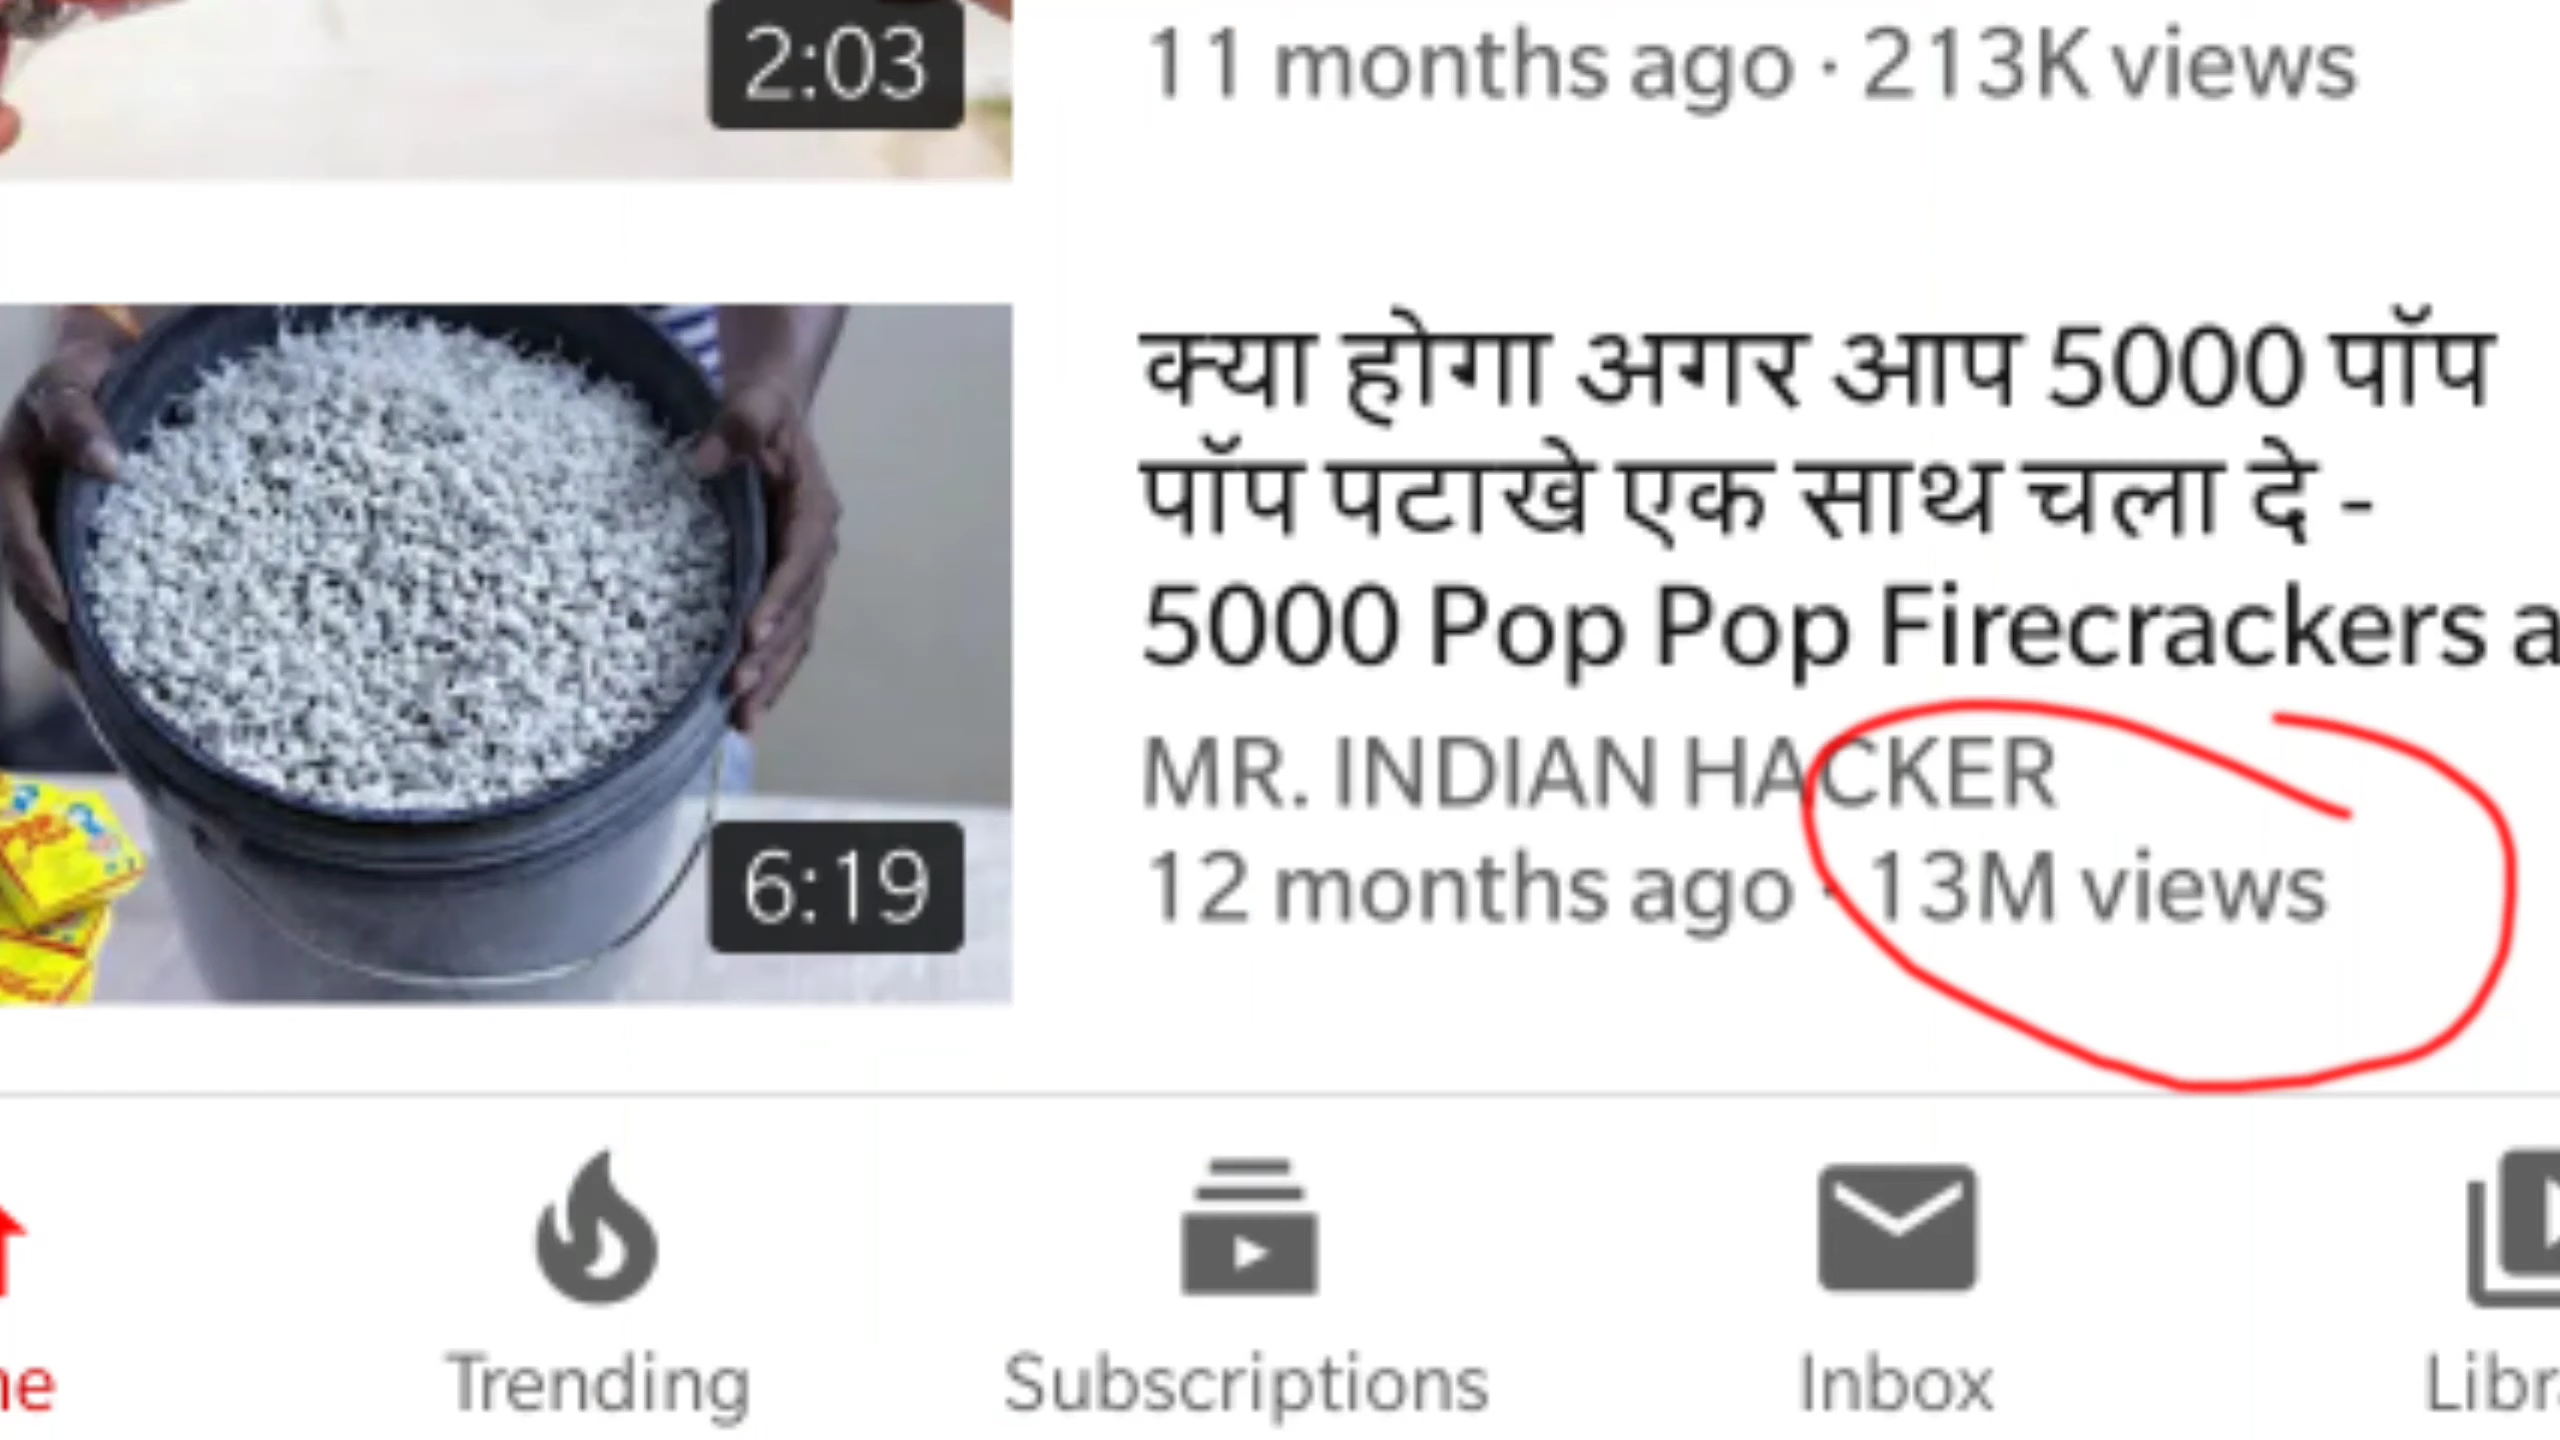 2:03
11 months ago · 213K views
क्या होगा अगर आप 5000 पॉप
पॉप पटाखे एक साथ चला दे -
5000 Pop Pop Firecrackers a
MR. INDIAN HACKER
12 months ago · 13M views
6:19
Trending
Subscriptions
Inbox